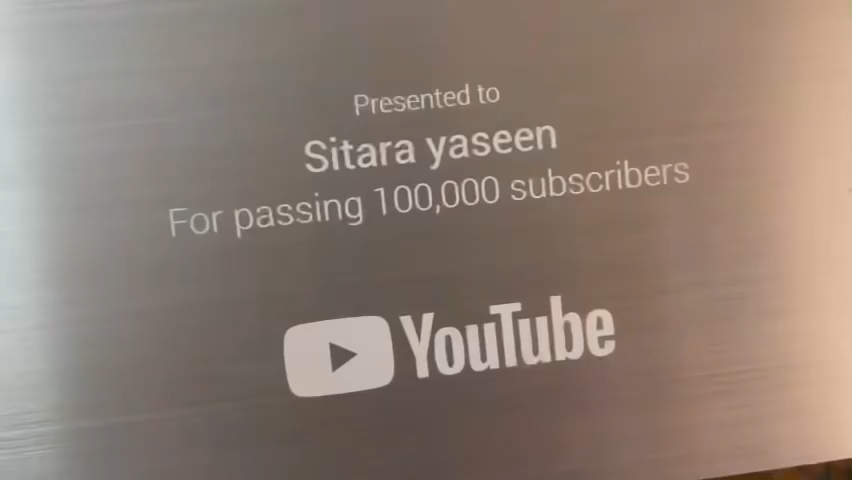 Presented to
Sitara yaseen
For passing 100,000 subscribers
YouTube